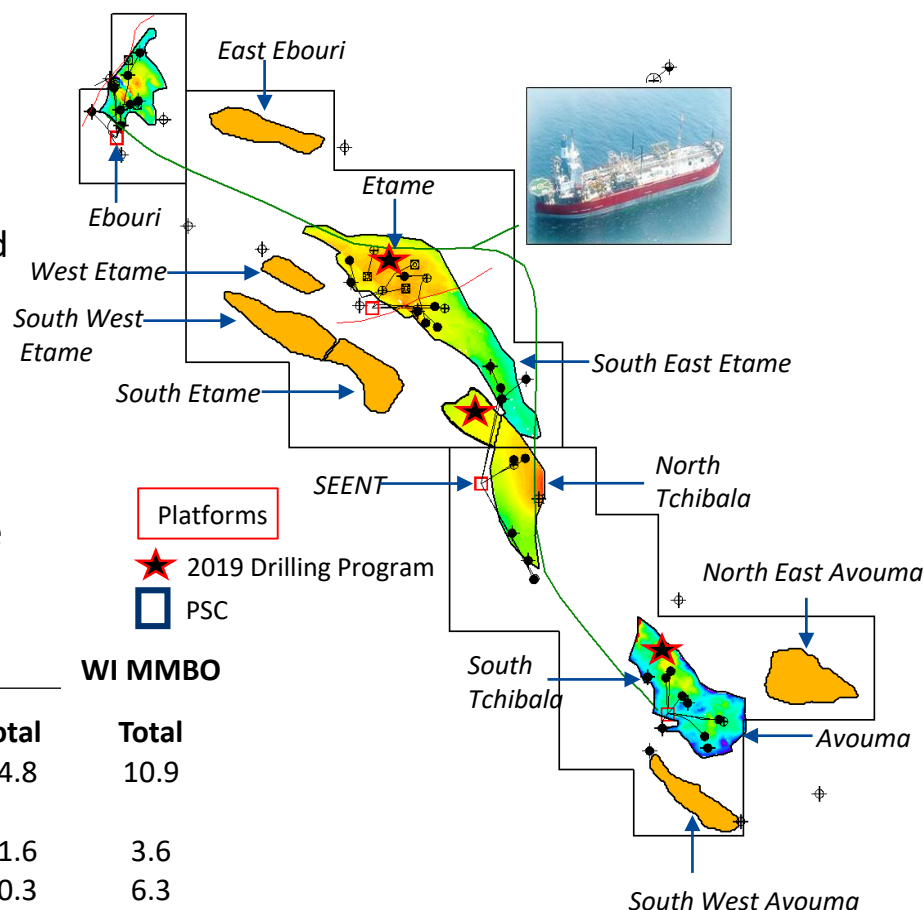 East Ebouri
Etame
Ebouri
d
West Etame
South West
Etame
South East Etame
South Etame
North
Tchibala
SEENT
Platforms
e
2019 Drilling Program
North East Avouma
PSC
WI MMBO
South
Tchibala
otal Total
Avouma
4.8 10.9
1.6 3.6
0.3 6.3
South West Avouma